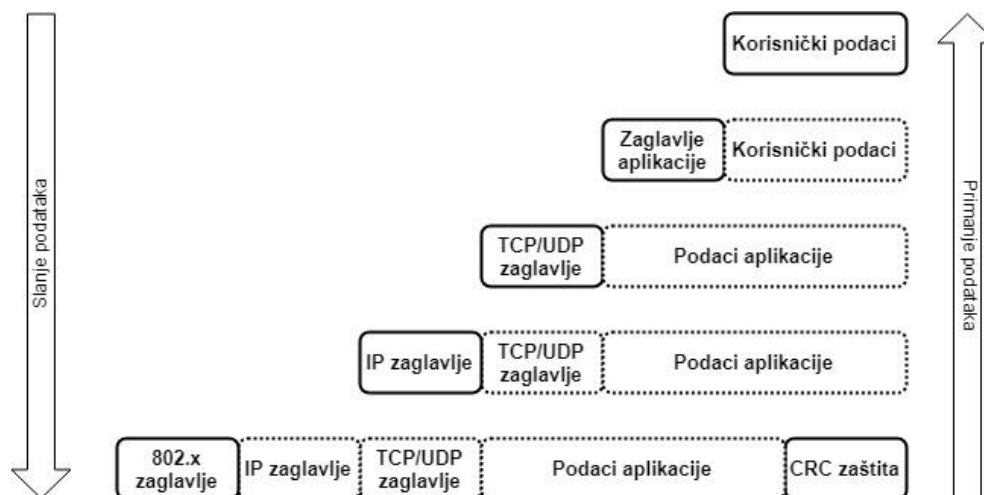 Korisnički podaci
Zaglavlje
aplikacije
Korisnički podaci
TCP/UDP
zaglavlje
Podaci aplikacije
IP zaglavlje
TCP/UDP
zaglavlje
Podaci aplikacije
802.x
zaglavlje
IP zaglavlje
TCP/UDP
zaglavlje
Podaci aplikacije
CRC zaštita
Slanje podataka
Primanje podataka